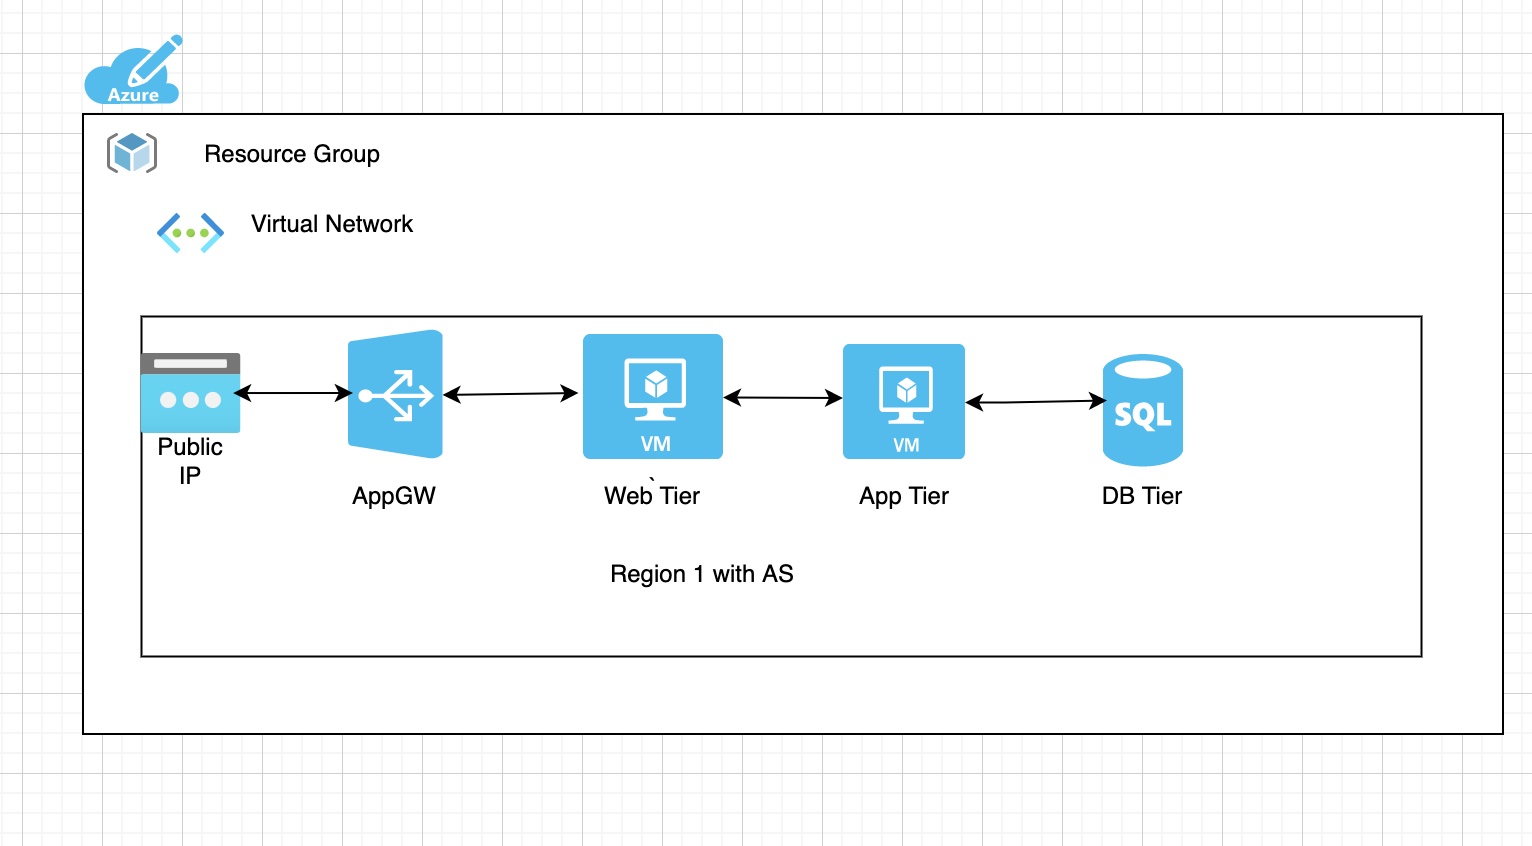 Azure
Resource Group
Virtual Network
Public
IP
AppGW
VM
`
Web Tier
VM
App Tier
SQL
DB Tier
Region 1 with AS